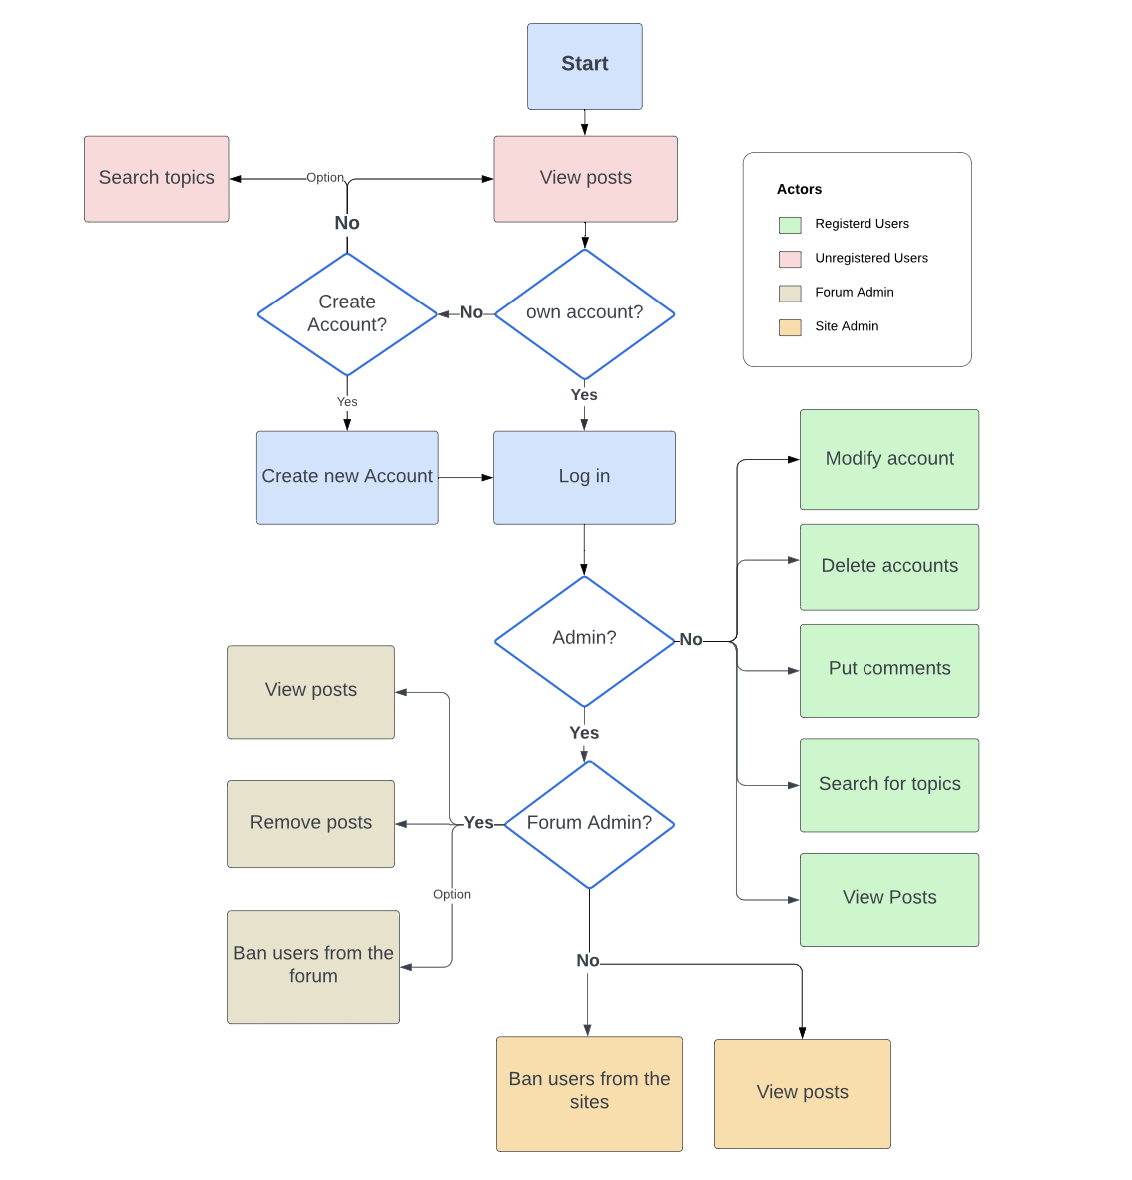 Start
Search topics
Option
View posts
No
Actors
Registerd Users
Unregistered Users
Forum Admin
Site Admin
Create
Account?
No
own account?
Yes
Yes
Create new Account
Log in
Modify account
Delete accounts
Admin?
No
Put comments
View posts
Yes
Search for topics
Remove posts
Yes
Forum Admin?
Option
View Posts
Ban users from the
forum
No
Ban users from the
sites
View posts